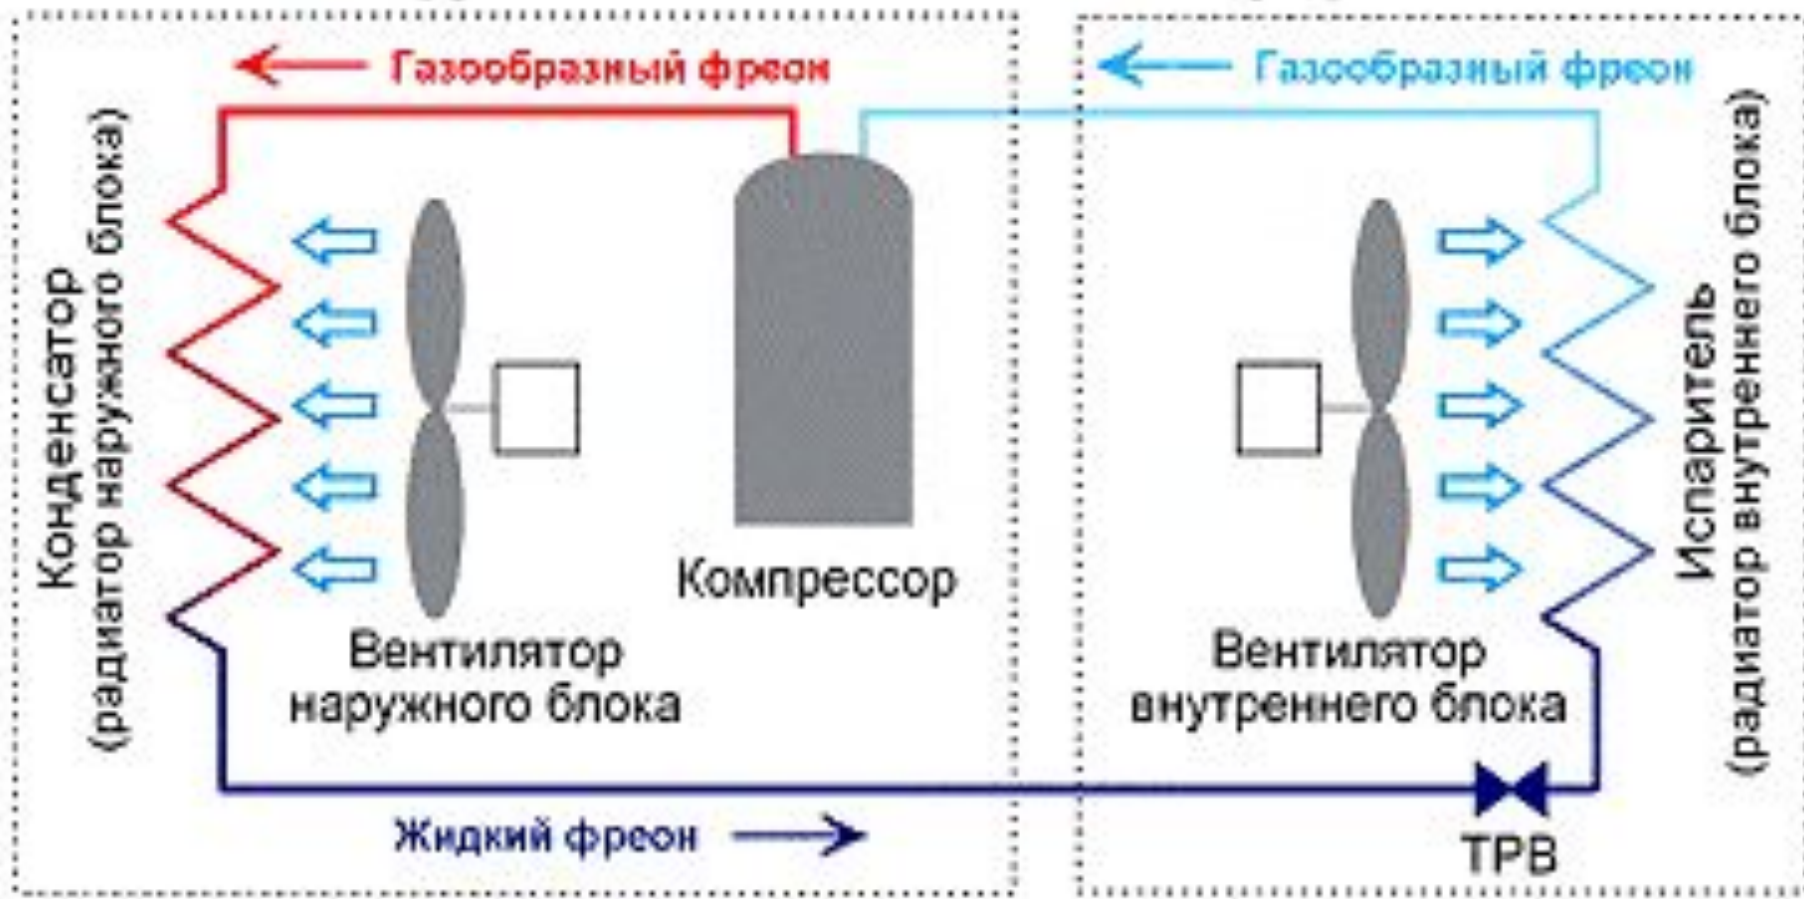 Газообразный фреон
Газообразный фреон
Конденсатор
(радиатор наружного блока)
Компрессор
Вентилятор
наружного блока
Вентилятор
внутреннего блока
Испаритель
(радиатор внутреннего блока)
Жидкий фреон
ТРВ